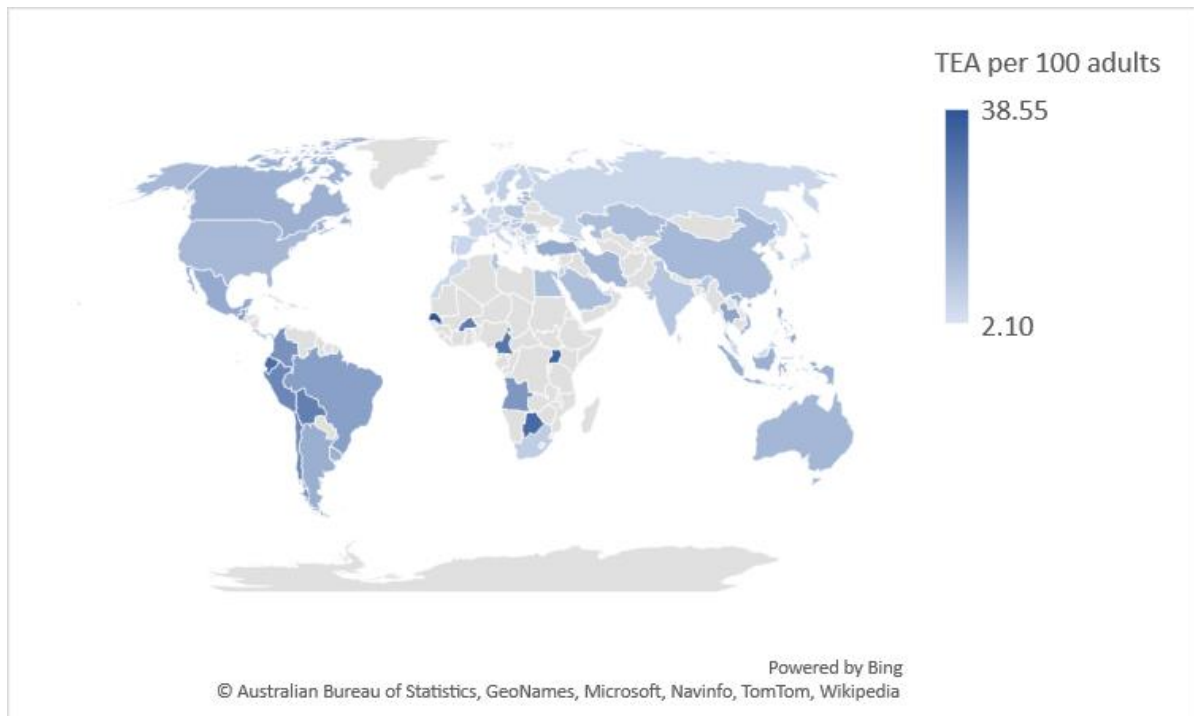 TEA per 100 adults
38.55
2.10
Powered by Bing
© Australian Bureau of Statistics, GeoNames, Microsoft, Navinfo, TomTom, Wikipedia